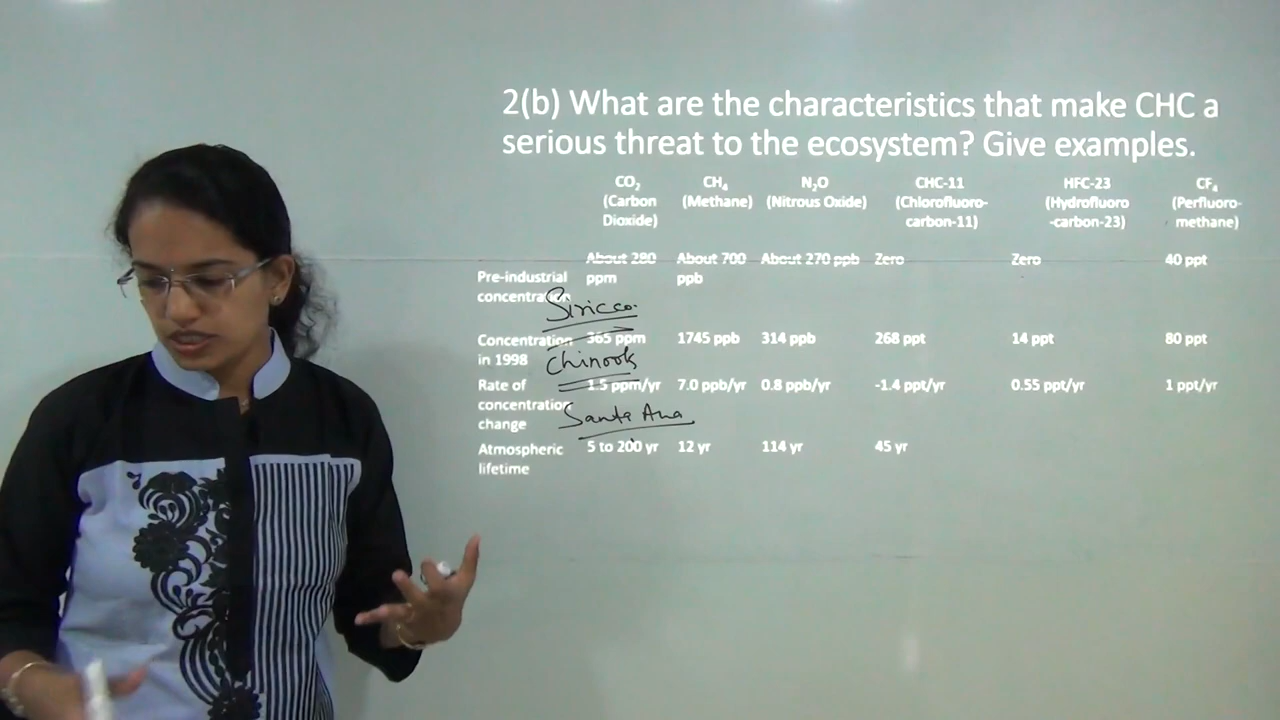 2(b) What are the characteristics that make CHC a
serious threat to the ecosystem? Give examples.
CO₂ (Carbon Dioxide)
CH₄ (Methane)
N₂O (Nitrous Oxide)
CHC-11 (Chlorofluoro-carbon-11)
HFC-23 (Hydrofluoro-carbon-23)
CF₄ (Perfluoro-methane)
Pre-industrial concentration About 280 ppm About 700 ppb About 270 ppb Zero Zero 40 ppt
Siricco
Concentration in 1998 365 ppm 1745 ppb 314 ppb 268 ppt 14 ppt 80 ppt
Chinooks
Rate of concentration change 1.5 ppm/yr 7.0 ppb/yr 0.8 ppb/yr -1.4 ppt/yr 0.55 ppt/yr 1 ppt/yr
Santa Ana
Atmospheric lifetime 5 to 200 yr 12 yr 114 yr 45 yr